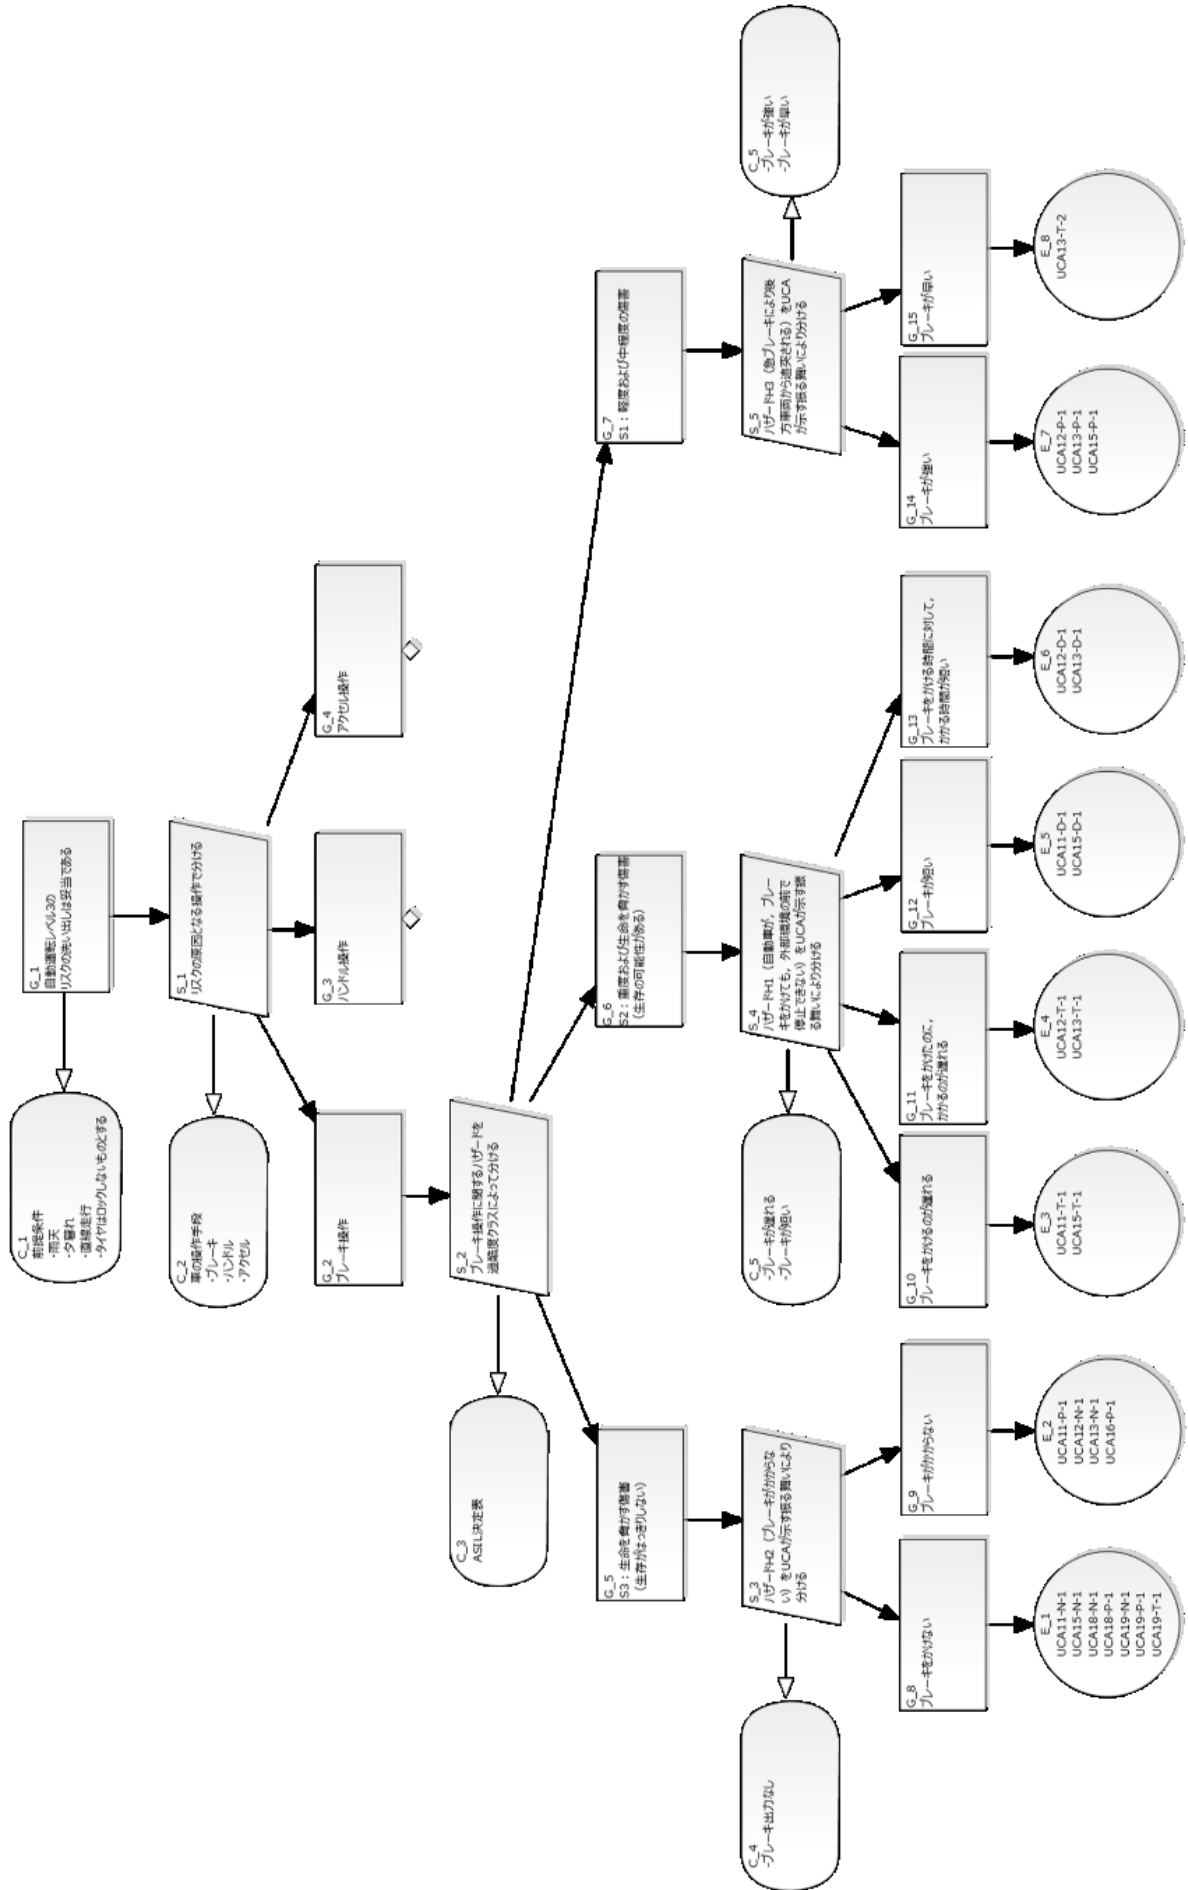 G_1
自動運転レベル3の
リスクの洗い出しは妥当である
C_1
前提条件
-雨天
-夕暮れ
-直線走行
-タイヤはロックしないものとする
S_1
リスクの原因となる操作で分ける
C_2
車の操作手段
-ブレーキ
-ハンドル
-アクセル
G_2
ブレーキ操作
G_3
ハンドル操作
G_4
アクセル操作
S_2
ブレーキ操作に関するハザードを
過酷度クラスによって分ける
C_3
ASIL決定表
G_5
S3：生命を脅かす傷害
（生存がはっきりしない）
G_6
S2：重度および生命を脅かす傷害
（生存の可能性がある）
G_7
S1：軽度および中程度の傷害
C_4
-ブレーキ出力なし
S_3
ハザードH2（ブレーキがかからな
い）をUCAが示す振る舞いにより
分ける
C_5
-ブレーキが遅れる
-ブレーキが短い
S_4
ハザードH1（自動車が，ブレー
キをかけても，外部環境の前で
停止できない）をUCAが示す振
る舞いにより分ける
S_5
ハザードH3（急ブレーキにより後
方車両から追突される）をUCA
が示す振る舞いにより分ける
C_5
-ブレーキが強い
-ブレーキが早い
G_8
ブレーキをかけない
G_9
ブレーキがかからない
G_10
ブレーキをかけるのが遅れる
G_11
ブレーキをかけたのに，
かかるのが遅れる
G_12
ブレーキが短い
G_13
ブレーキをかける時間に対して，
かかる時間が短い
G_14
ブレーキが強い
G_15
ブレーキが早い
E_1
UCA11-N-1
UCA15-N-1
UCA18-N-1
UCA18-P-1
UCA19-N-1
UCA19-P-1
UCA19-T-1
E_2
UCA11-P-1
UCA12-N-1
UCA13-N-1
UCA16-P-1
E_3
UCA11-T-1
UCA15-T-1
E_4
UCA12-T-1
UCA13-T-1
E_5
UCA11-D-1
UCA15-D-1
E_6
UCA12-D-1
UCA13-D-1
E_7
UCA12-P-1
UCA13-P-1
UCA15-P-1
E_8
UCA13-T-2